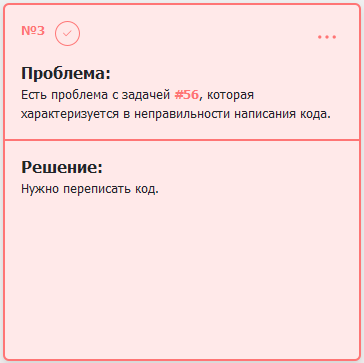 №3
Проблема:
Есть проблема с задачей #56, которая
характеризуется в неправильности написания кода.
Решение:
Нужно переписать код.